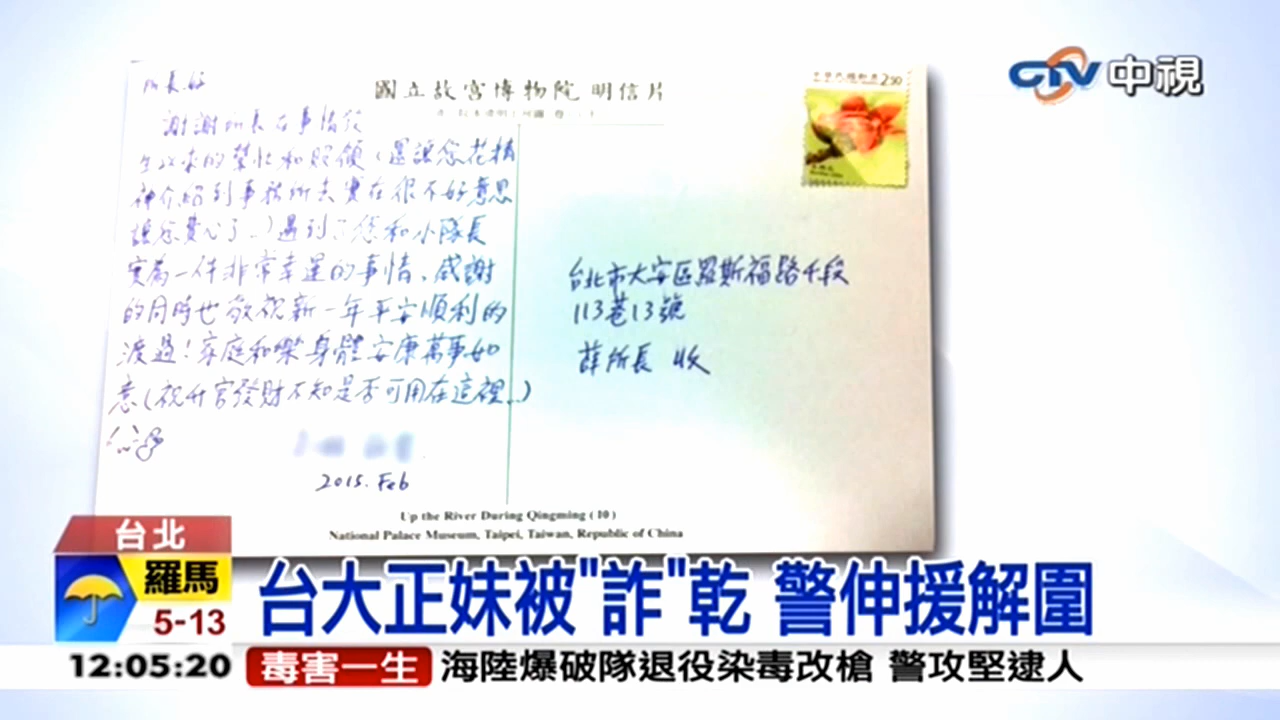 CTV中視
所長好
國立故宮博物院 明信片
中華民國郵票 250
謝謝所長在事情發
生以來的幫忙和照顧(還讓您花精
神介紹到事務所去實在很不好意思
讓您費心了..)遇到了您和小隊長
實為一件非常幸運的事情、感謝
的同時也敬祝新一年平安順利的
渡過!家庭和樂身體安康萬事如
意(祝升官發財不知是否可用在這裡..)
2015. Feb
台北市大安區羅斯福路
113巷13號
薛所長 收
Up the River During Qingming (10)
National Palace Museum, Taipei, Taiwan, Republic of China
台北
羅馬
5-13
台大正妹被"詐"乾 警伸援解圍
12:05:20
毒害一生
海陸爆破隊退役染毒改槍 警攻堅逮人